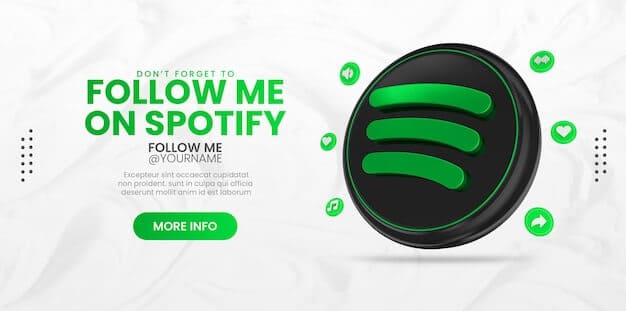 DON'T FORGET TO
FOLLOW ME
ON SPOTIFY
FOLLOW ME
@YOURNAME
Excepteur sint occaecat cupidatat
non proident. sunt in culpa qui officia
deserunt mollit anim id est laborum
MORE INFO